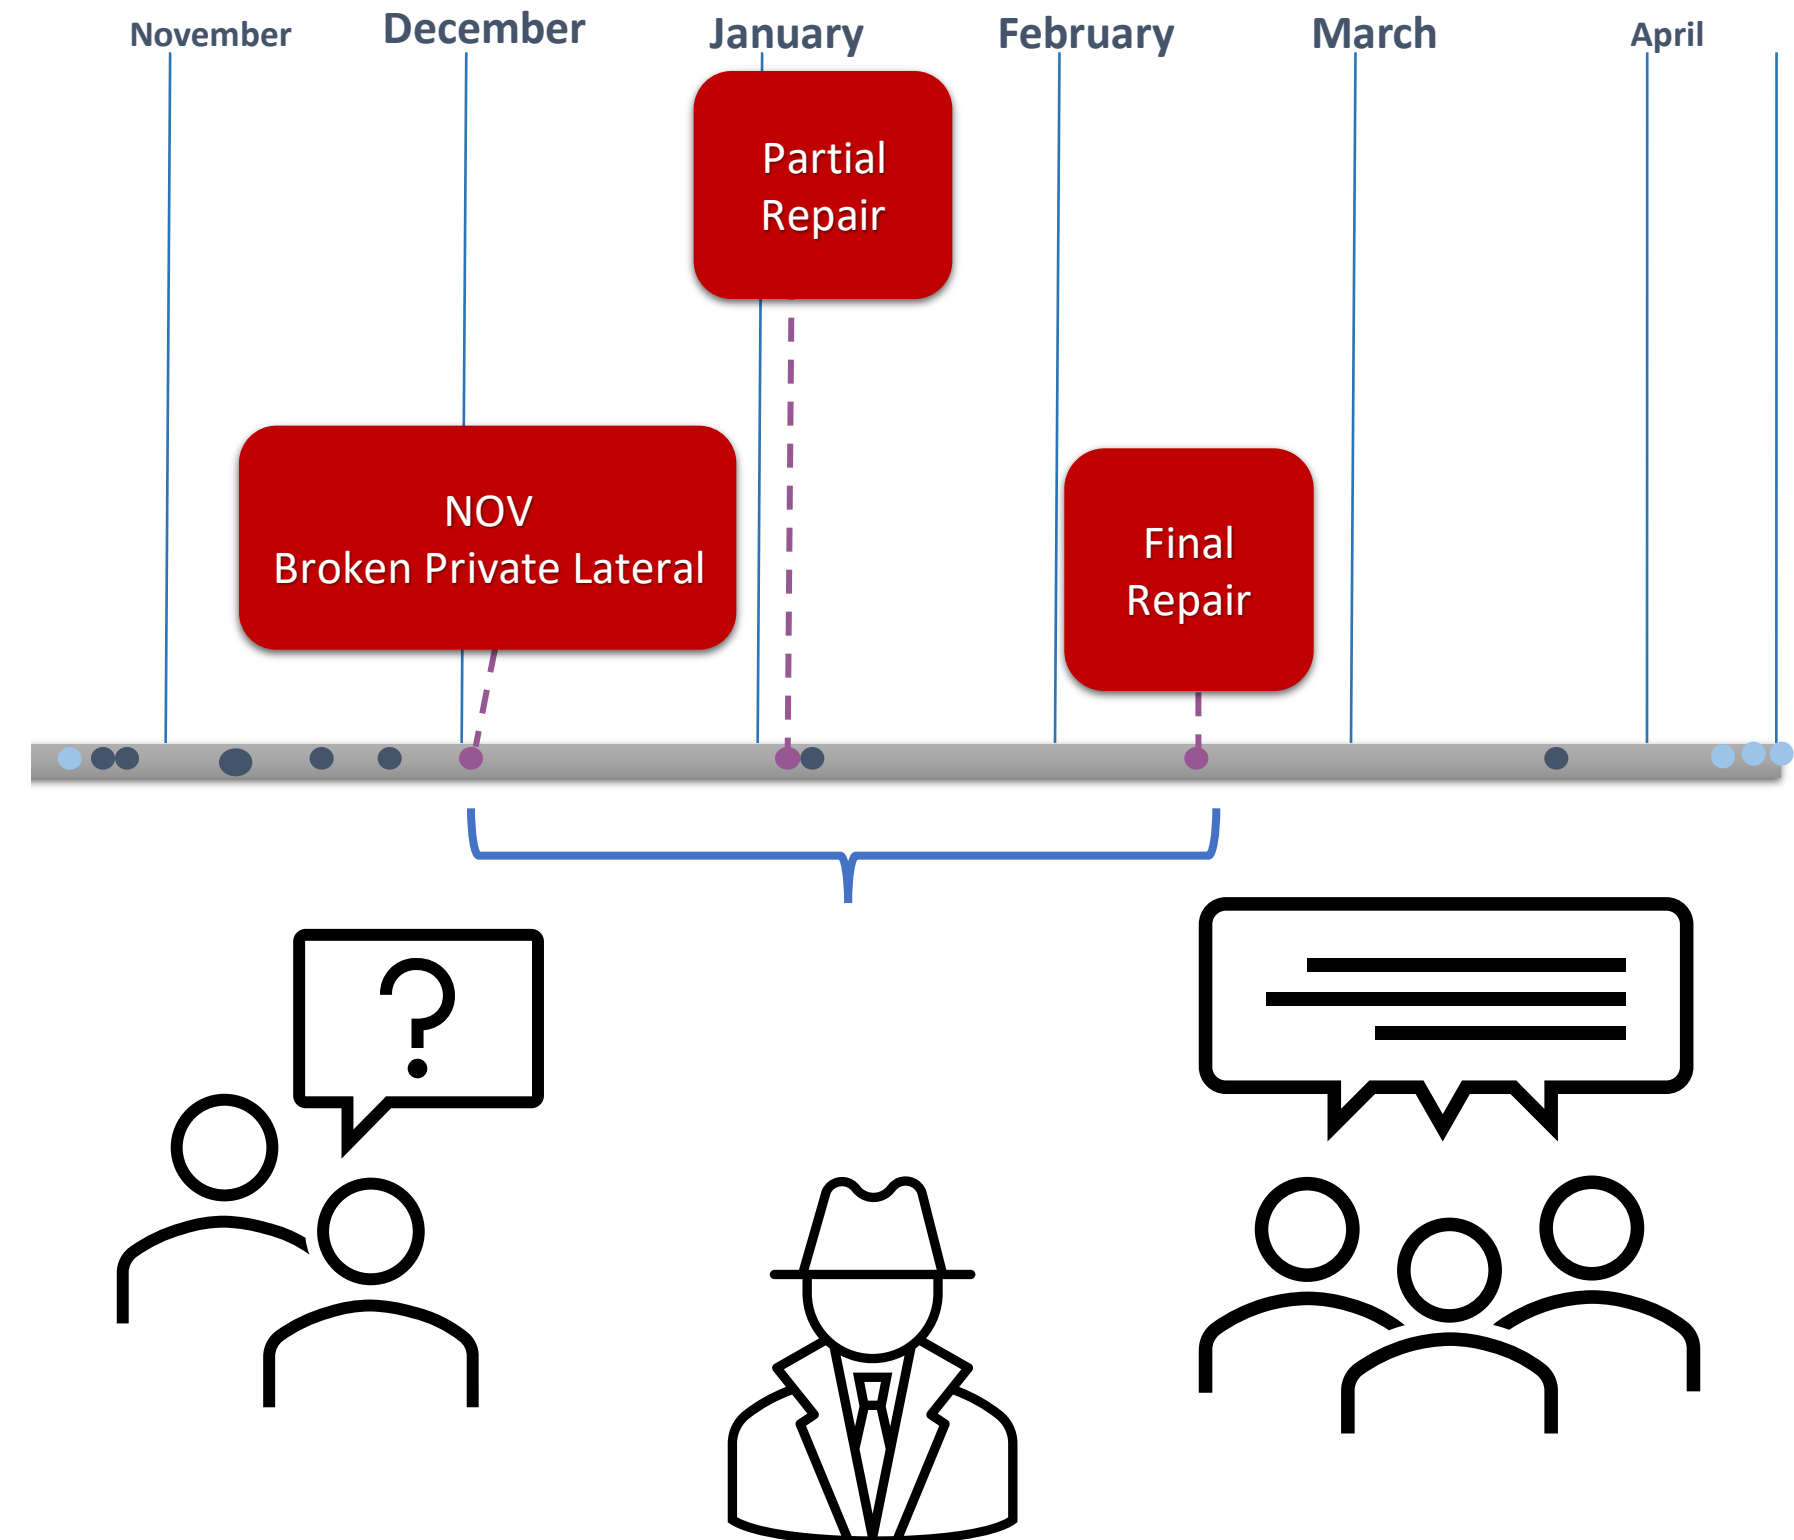 November
December
January
February
March
April
Partial
Repair
NOV
Broken Private Lateral
Final
Repair
?